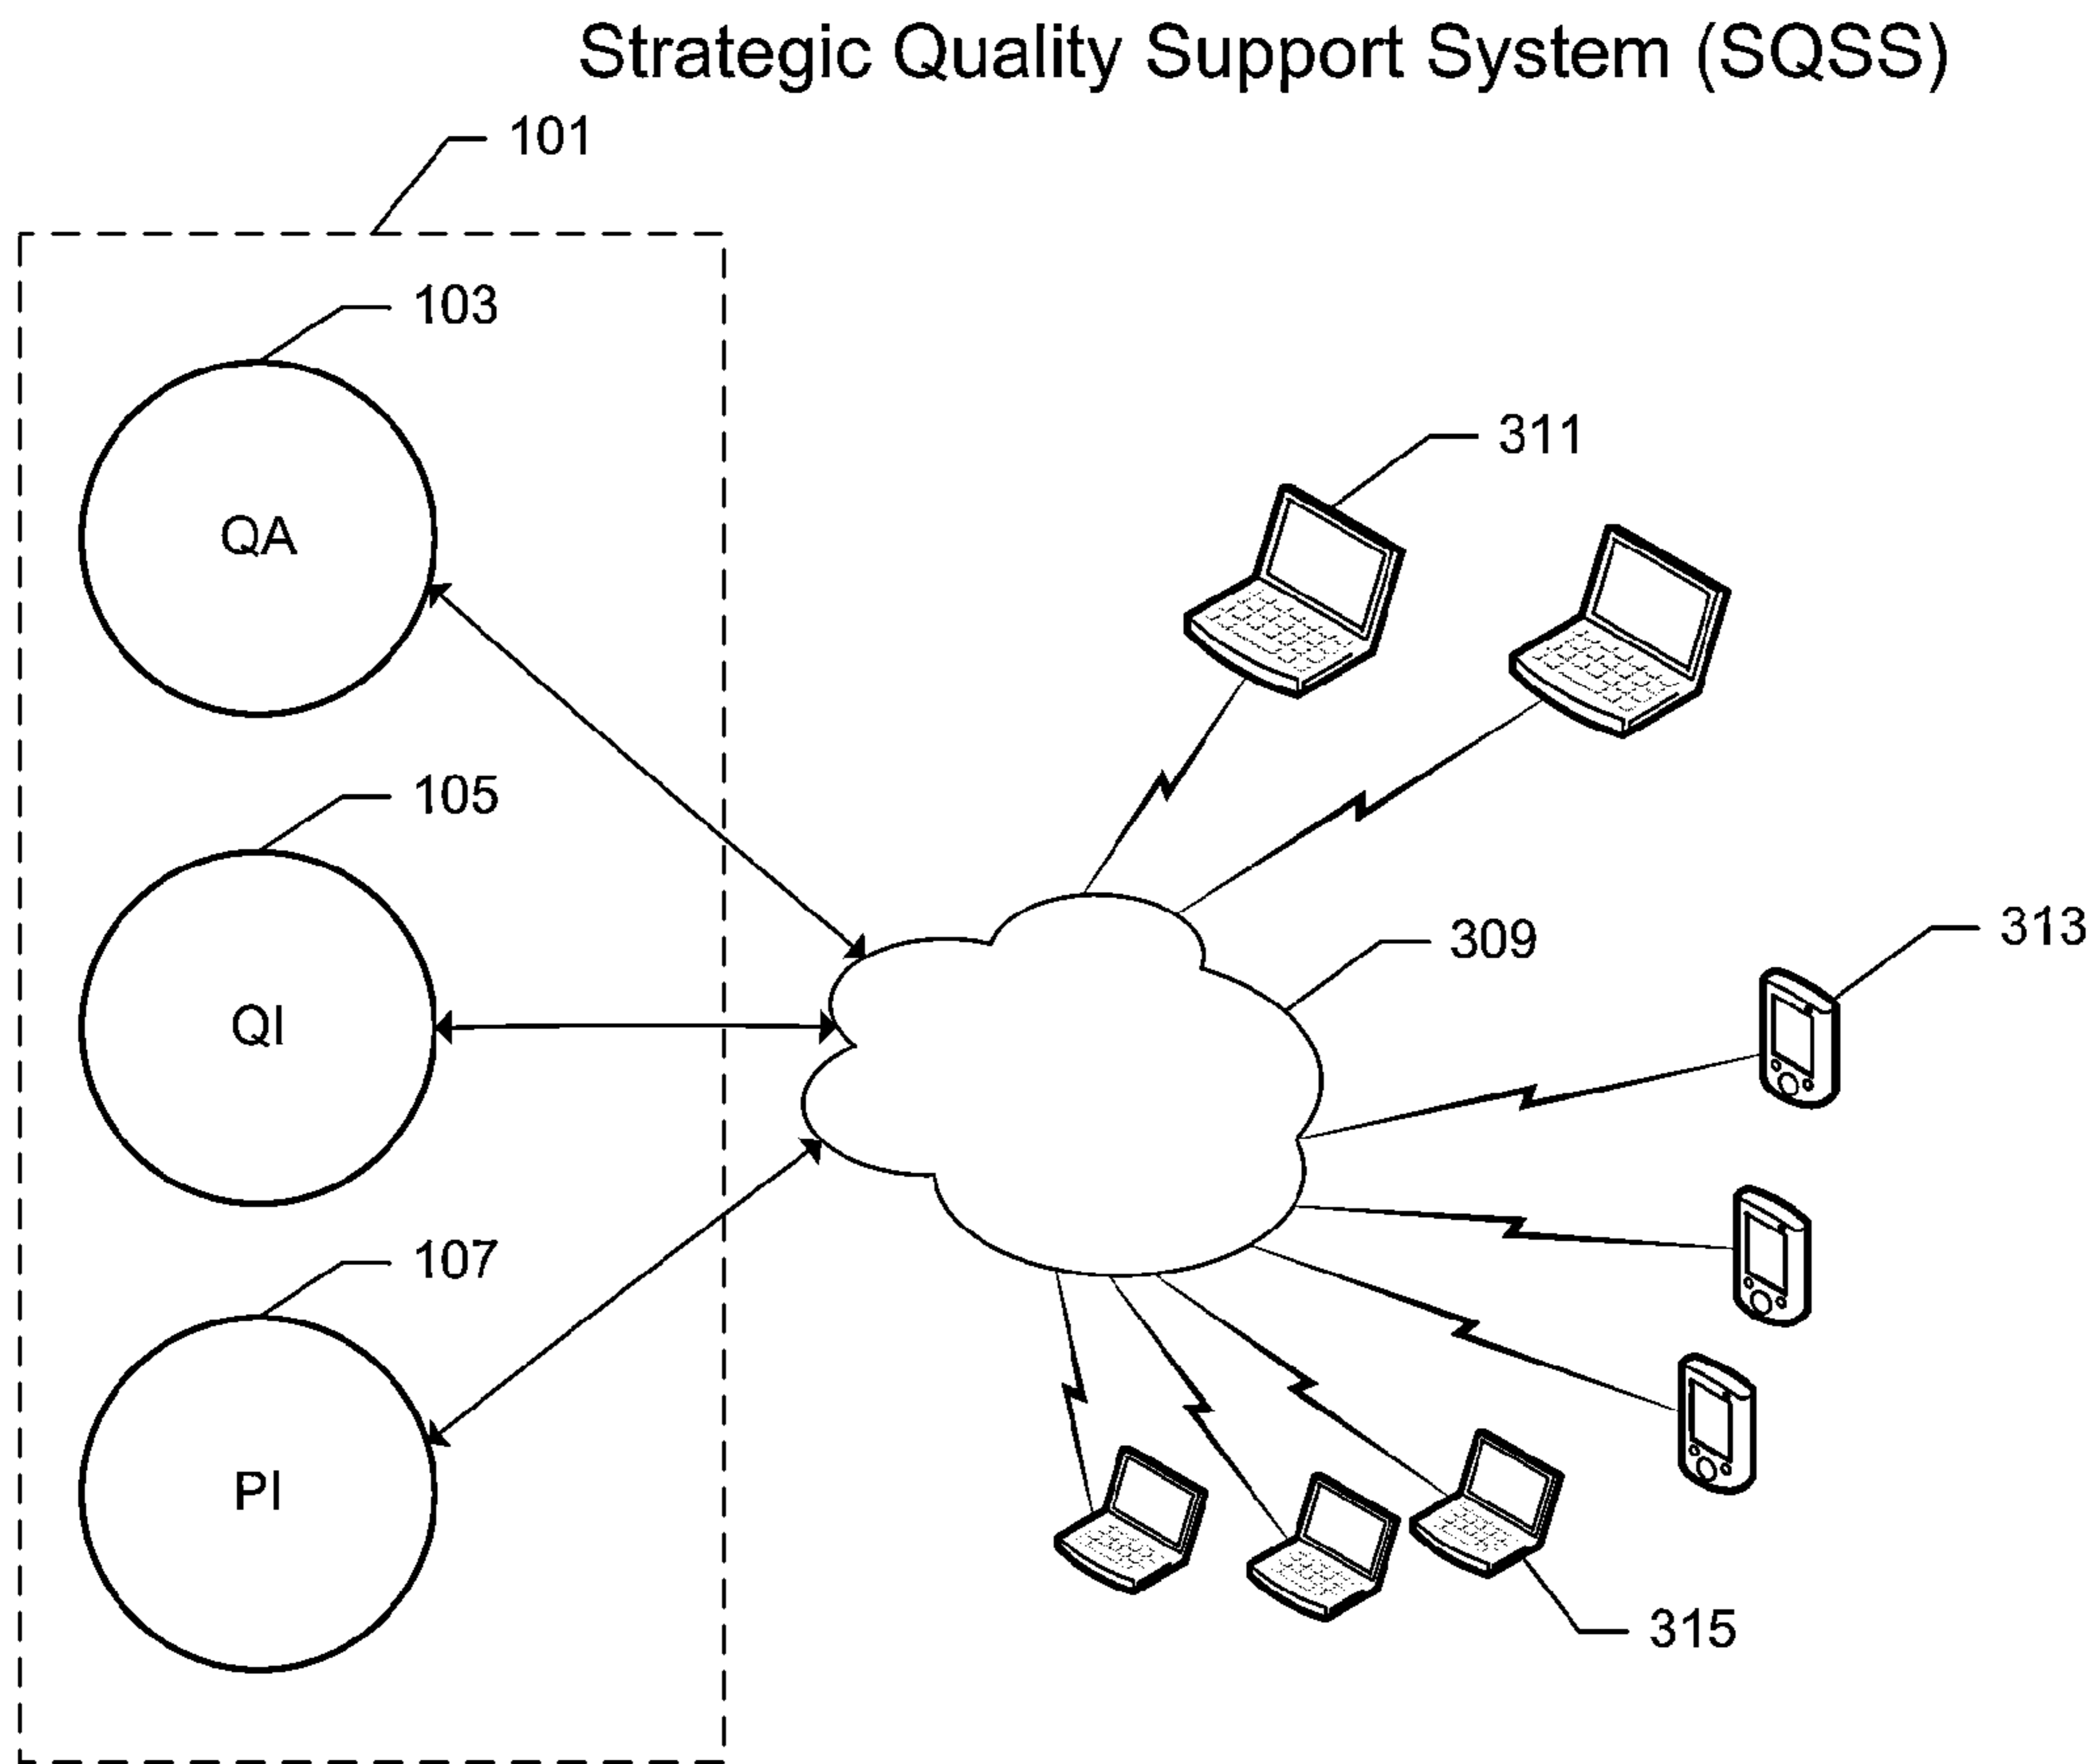 Strategic Quality Support System (SQSS)
101
103
QA
311
105
QI
309
313
107
PI
315